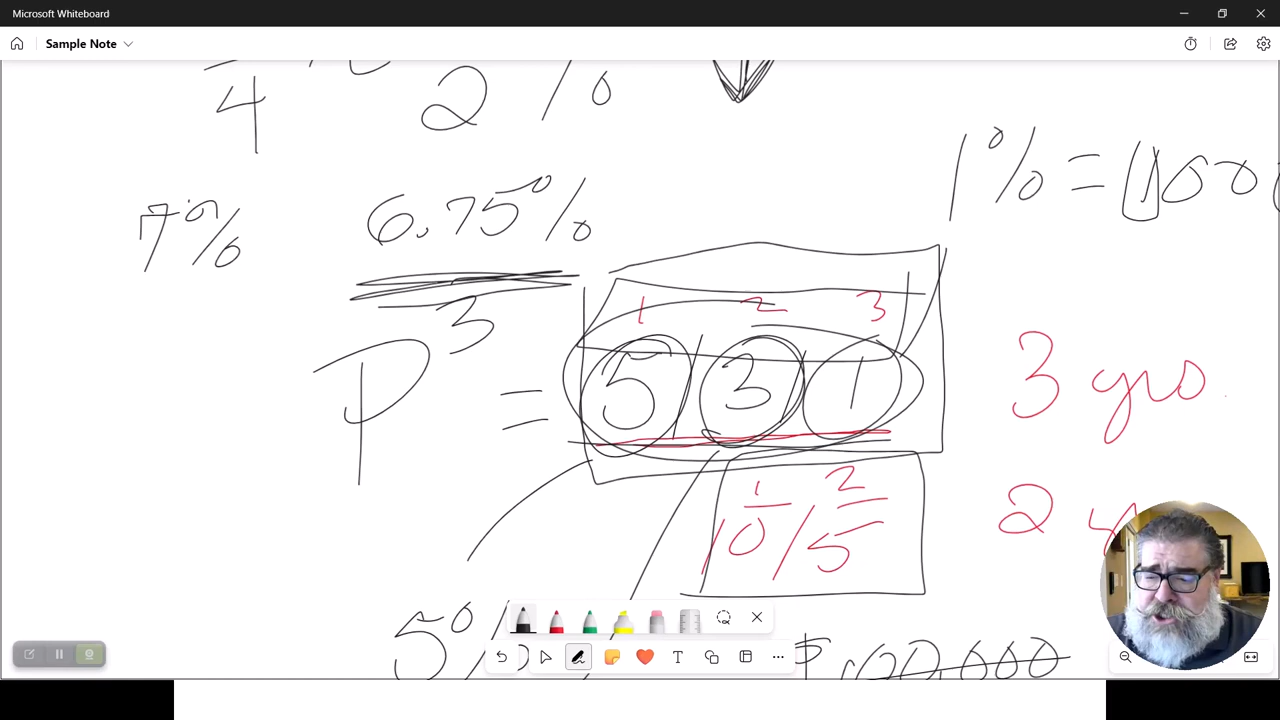 Microsoft Whiteboard
Sample Note
4 2 %
1% = 100
7% 6.75%
3
1 2 3
P = 5/3/1
3 yrs.
1 2
10/5
2
5%